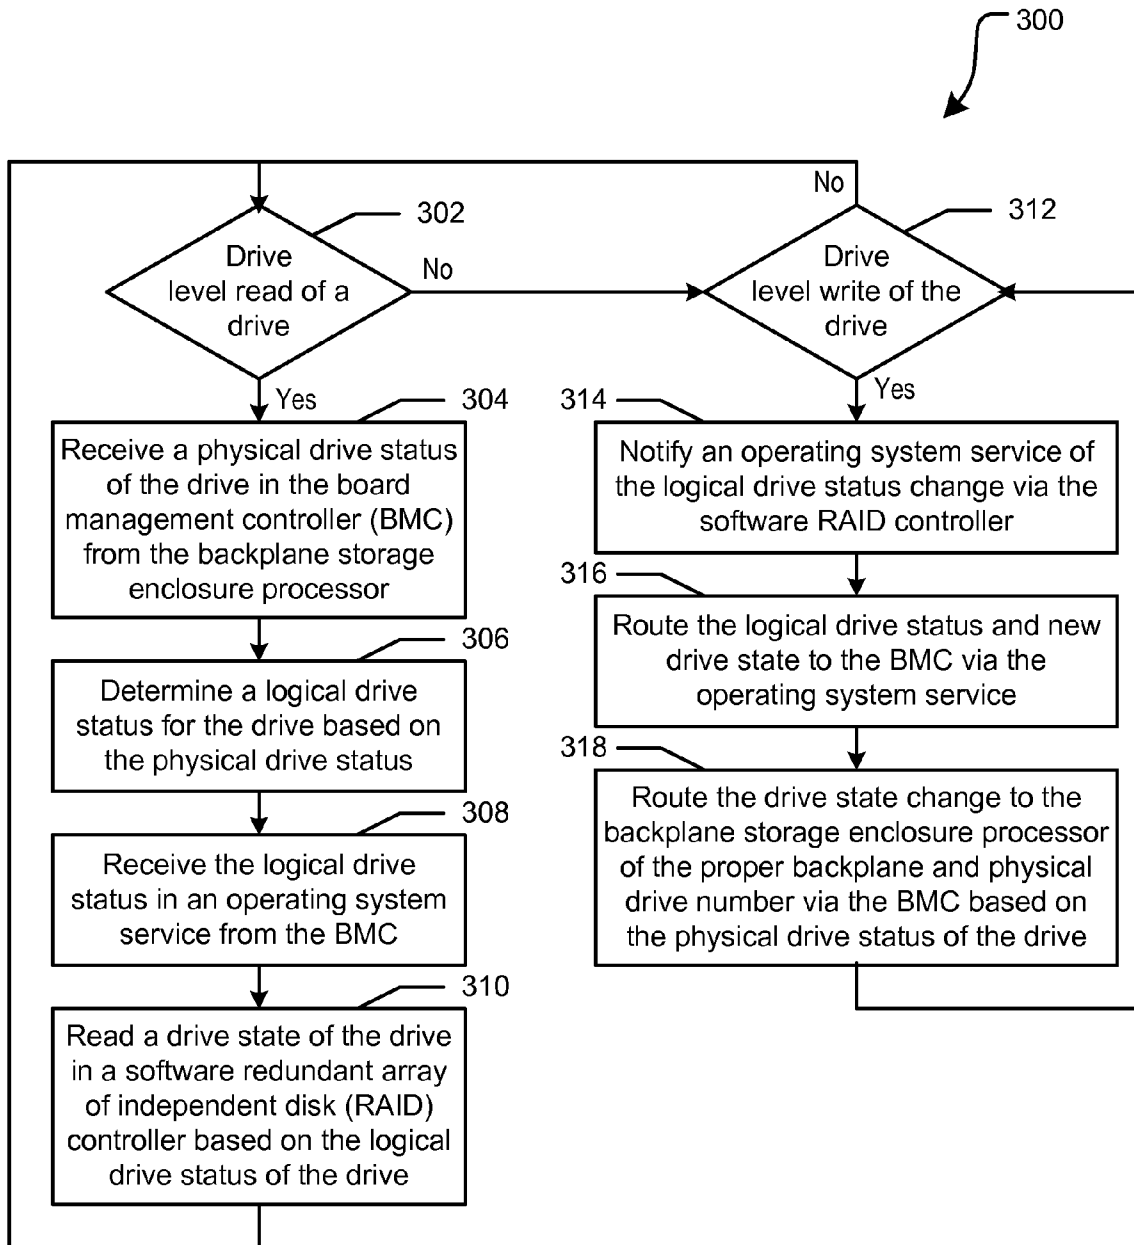 300
302
Drive
level read of a
drive
No
Yes
304
Receive a physical drive status
of the drive in the board
management controller (BMC)
from the backplane storage
enclosure processor
306
Determine a logical drive
status for the drive based on
the physical drive status
308
Receive the logical drive
status in an operating system
service from the BMC
310
Read a drive state of the drive
in a software redundant array
of independent disk (RAID)
controller based on the logical
drive status of the drive
No
312
Drive
level write of the
drive
Yes
314
Notify an operating system service of
the logical drive status change via the
software RAID controller
316
Route the logical drive status and new
drive state to the BMC via the
operating system service
318
Route the drive state change to the
backplane storage enclosure processor
of the proper backplane and physical
drive number via the BMC based on
the physical drive status of the drive